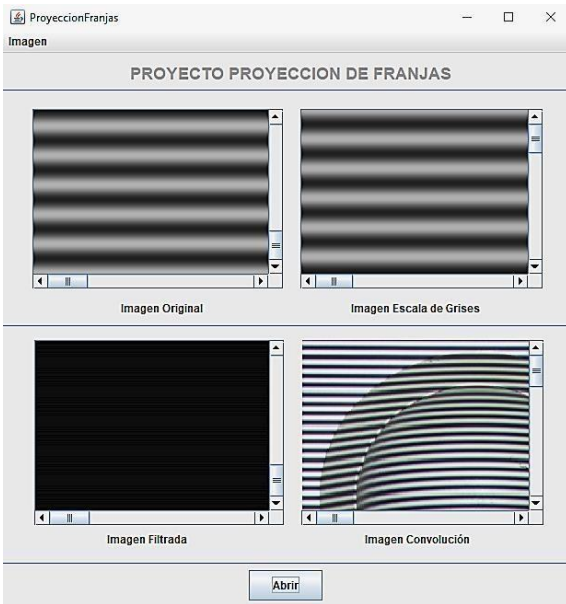 ProyeccionFranjas
Imagen
PROYECTO PROYECCION DE FRANJAS
Imagen Original
Imagen Escala de Grises
Imagen Filtrada
Imagen Convolución
Abrir